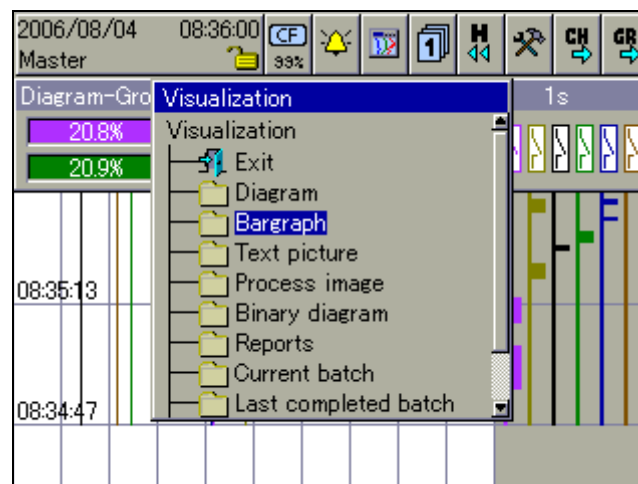 2006/08/04 08:36:00
Master
CF
99%
1
H
CH
GR
Diagram-Gro
1s
20.8%
20.9%
Visualization
Visualization
Exit
Diagram
Bargraph
Text picture
Process image
Binary diagram
Reports
Current batch
Last completed batch
08:35:13
08:34:47